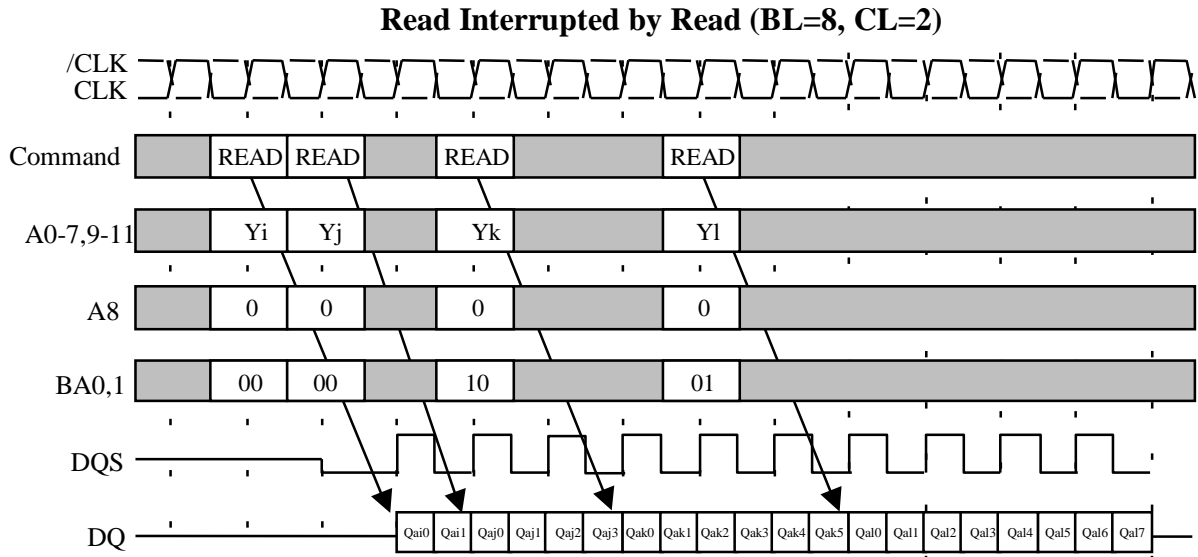 Read Interrupted by Read (BL=8, CL=2)
/CLK
CLK
Command READ READ READ READ
A0-7,9-11 Yi Yj Yk Yl
A8 0 0 0 0
BA0,1 00 00 10 01
DQS
DQ Qai0 Qai1 Qaj0 Qaj1 Qaj2 Qaj3 Qak0 Qak1 Qak2 Qak3 Qak4 Qak5 Qal0 Qal1 Qal2 Qal3 Qal4 Qal5 Qal6 Qal7